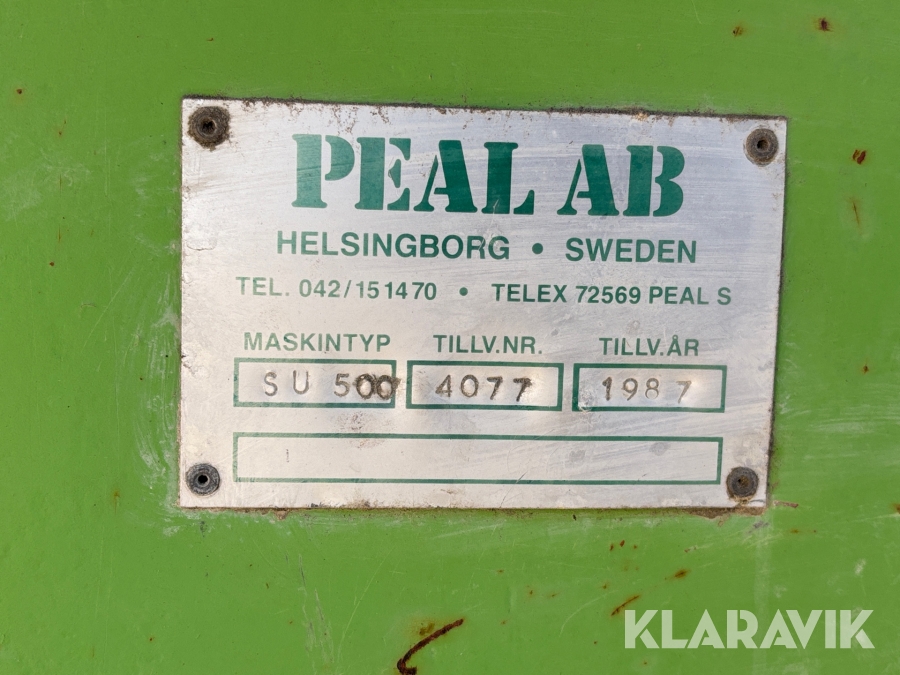 PEAL AB
HELSINGBORG • SWEDEN
TEL. 042/151470 • TELEX 72569 PEAL S
MASKINTYP TILLV.NR. TILLV.ÅR
SU 500 4077 1987
KLARAVIK